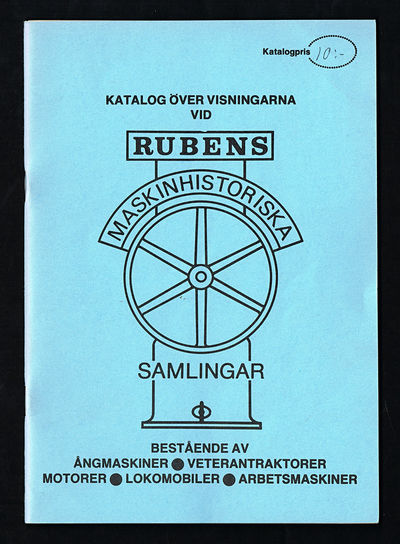 Katalogpris 10:-
KATALOG ÖVER VISNINGARNA
VID
RUBENS
MASKINHISTORISKA
SAMLINGAR
BESTÅENDE AV
ÅNGMASKINER ● VETERANTRAKTORER
MOTORER ● LOKOMOBILER ● ARBETSMASKINER